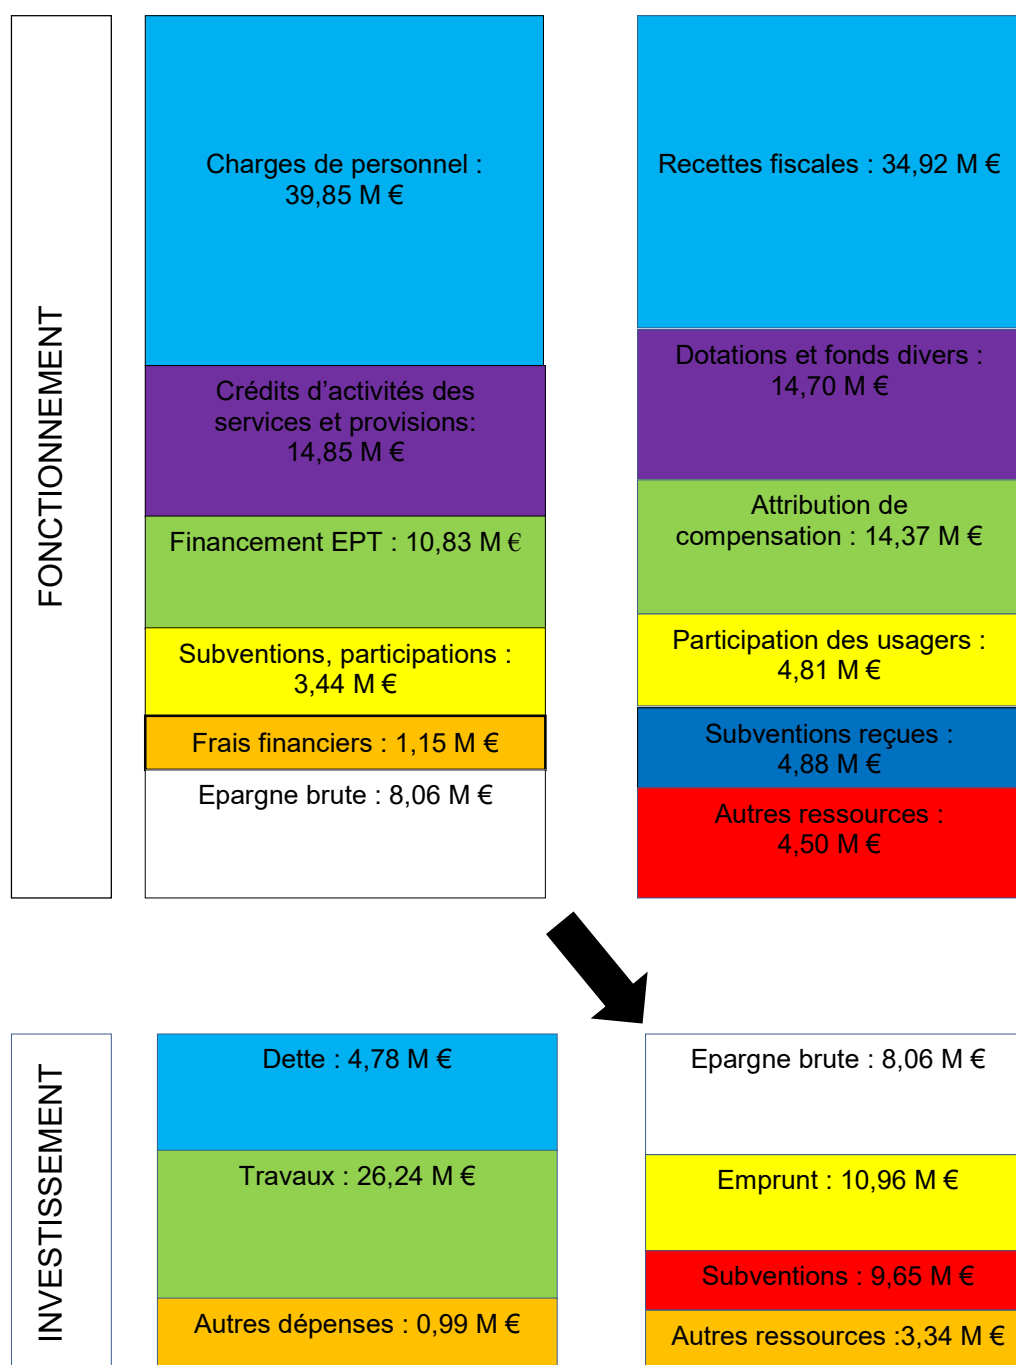 FONCTIONNEMENT
Charges de personnel :
39,85 M €
Crédits d’activités des
services et provisions:
14,85 M €
Financement EPT : 10,83 M €
Subventions, participations :
3,44 M €
Frais financiers : 1,15 M €
Epargne brute : 8,06 M €
Recettes fiscales : 34,92 M €
Dotations et fonds divers :
14,70 M €
Attribution de
compensation : 14,37 M €
Participation des usagers :
4,81 M €
Subventions reçues :
4,88 M €
Autres ressources :
4,50 M €
INVESTISSEMENT
Dette : 4,78 M €
Travaux : 26,24 M €
Autres dépenses : 0,99 M €
Epargne brute : 8,06 M €
Emprunt : 10,96 M €
Subventions : 9,65 M €
Autres ressources :3,34 M €